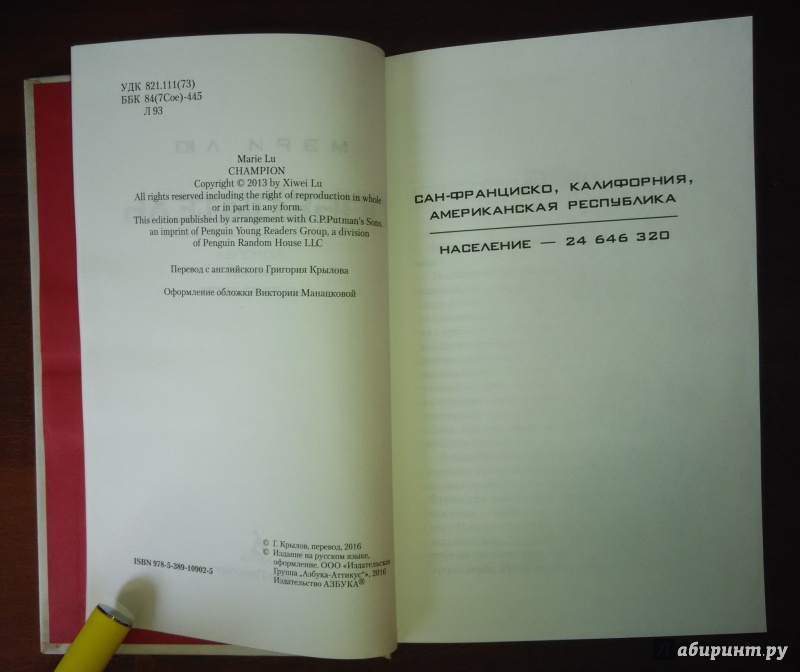 УДК 821.111(73)
ББК 84(7Сое)-445
Л 93
Marie Lu
CHAMPION
Copyright © 2013 by Xiwei Lu
All rights reserved including the right of reproduction in whole
or in part in any form.
This edition published by arrangement with G.P.Putman's Sons,
an imprint of Penguin Young Readers Group, a division
of Penguin Random House LLC
Перевод с английского Григория Крылова
Оформление обложки Виктории Манацковой
© Г. Крылов, перевод, 2016
© Издание на русском языке,
оформление. ООО «Издательская
Группа „Азбука-Аттикус“», 2016
Издательство АЗБУКА®
ISBN 978-5-389-10902-5
САН-ФРАНЦИСКО, КАЛИФОРНИЯ,
АМЕРИКАНСКАЯ РЕСПУБЛИКА
НАСЕЛЕНИЕ — 24 646 320
Лабиринт.ру